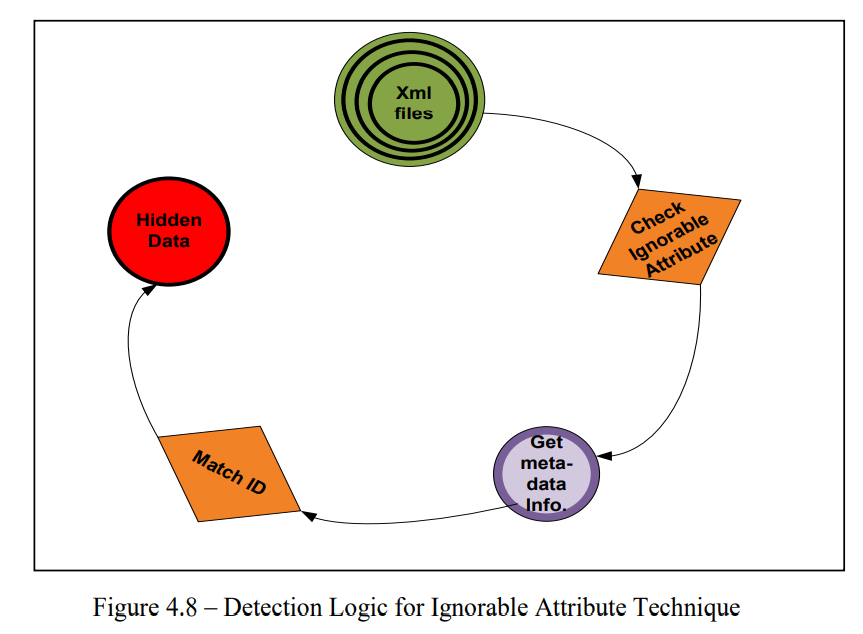 Xml
files
Hidden
Data
Check
Ignorable
Attribute
Get
meta-
data
Info.
Match ID
Figure 4.8 – Detection Logic for Ignorable Attribute Technique